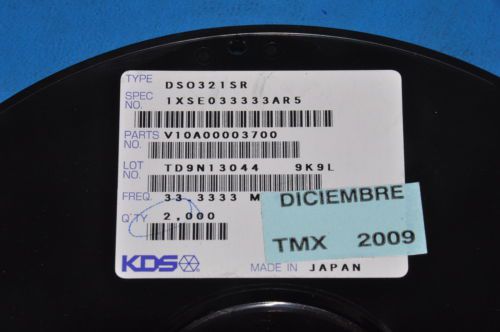 TYPE DSO321SR
SPEC NO. 1XSE033333AR5
PARTS NO. V10A00003700
LOT NO. TD9N13044 9K9L
FREQ. 33.3333 M
Q'TY 2,000
DICIEMBRE
TMX 2009
KDS MADE IN JAPAN